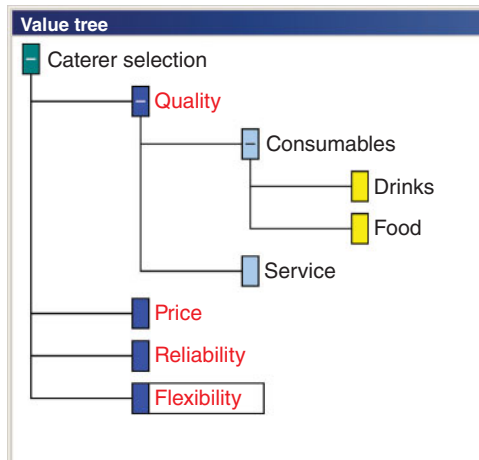 Value tree
Caterer selection
Quality
Consumables
Drinks
Food
Service
Price
Reliability
Flexibility